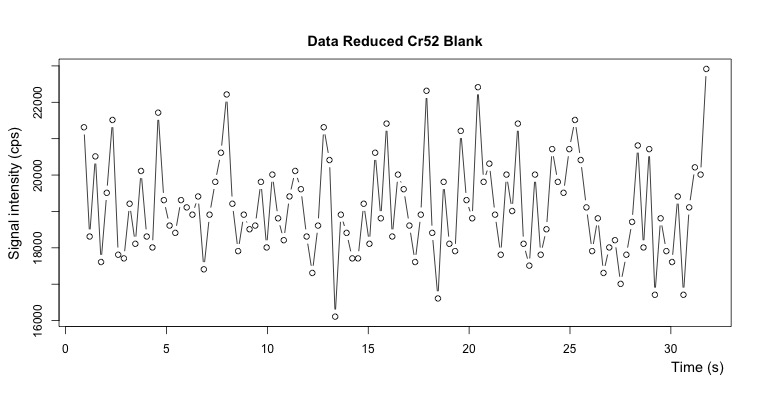 Data Reduced Cr52 Blank
Signal intensity (cps)
22000
20000
18000
16000
0 5 10 15 20 25 30
Time (s)